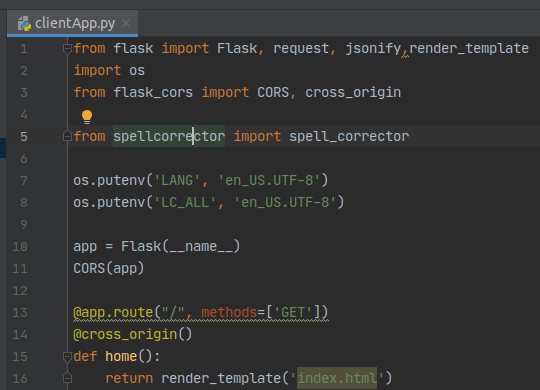 clientApp.py
1 from flask import Flask, request, jsonify,render_template
2 import os
3 from flask_cors import CORS, cross_origin
4
5 from spellcorrector import spell_corrector
6
7 os.putenv('LANG', 'en_US.UTF-8')
8 os.putenv('LC_ALL', 'en_US.UTF-8')
9
10 app = Flask(__name__)
11 CORS(app)
12
13 @app.route("/", methods=['GET'])
14 @cross_origin()
15 def home():
16     return render_template('index.html')